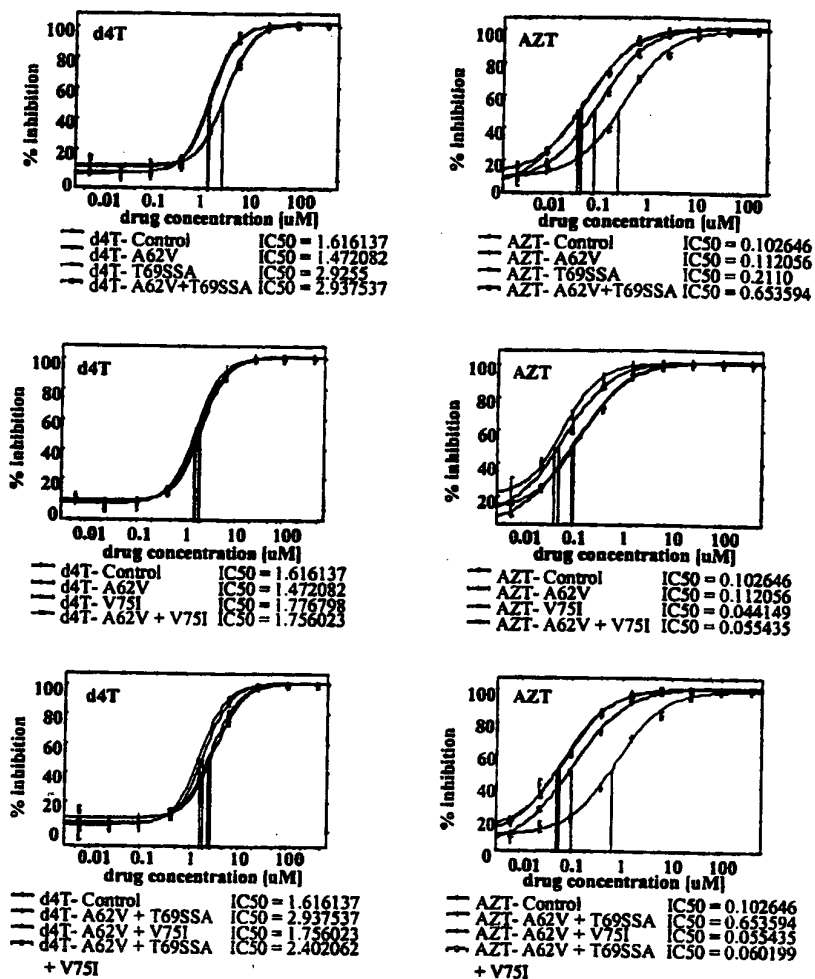 d4T
% inhibition
100
80
60
40
20
0
0.01 0.1 1 10 100
drug concentration [uM]
d4T- Control IC50 = 1.616137
d4T- A62V IC50 = 1.472082
d4T- T69SSA IC50 = 2.9255
d4T- A62V+T69SSA IC50 = 2.937537
AZT
% inhibition
100
80
60
40
20
0
0.01 0.1 1 10 100
drug concentration [uM]
AZT- Control IC50 = 0.102646
AZT- A62V IC50 = 0.112056
AZT- T69SSA IC50 = 0.2110
AZT- A62V+T69SSA IC50 = 0.653594
d4T
% inhibition
100
80
60
40
20
0
0.01 0.1 1 10 100
drug concentration [uM]
d4T- Control IC50 = 1.616137
d4T- A62V IC50 = 1.472082
d4T- V75I IC50 = 1.776798
d4T- A62V + V75I IC50 = 1.756023
AZT
% inhibition
100
80
60
40
20
0.01 0.1 1 10 100
drug concentration [uM]
AZT- Control IC50 = 0.102646
AZT- A62V IC50 = 0.112056
AZT- V75I IC50 = 0.044149
AZT- A62V + V75I IC50 = 0.055435
d4T
% inhibition
100
80
60
40
20
0
0.01 0.1 1 10 100
drug concentration [uM]
d4T- Control IC50 = 1.616137
d4T- A62V + T69SSA IC50 = 2.937537
d4T- A62V + V75I IC50 = 1.756023
d4T- A62V + T69SSA IC50 = 2.402062
+ V75I
AZT
% inhibition
100
80
60
40
20
0
0.01 0.1 1 10 100
drug concentration [uM]
AZT- Control IC50 = 0.102646
AZT- A62V + T69SSA IC50 = 0.653594
AZT- A62V + V75I IC50 = 0.055435
AZT- A62V + T69SSA IC50 = 0.060199
+ V75I